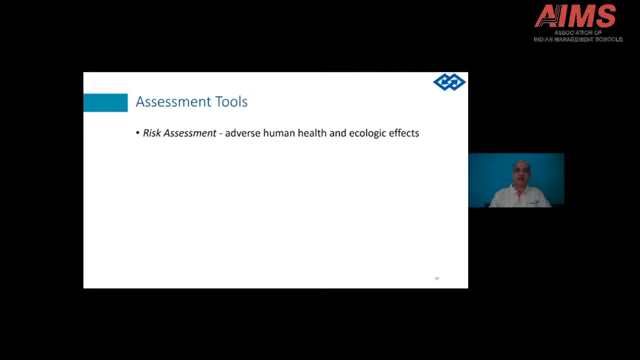 AIMS
ASSOCIATION OF
INDIAN MANAGEMENT SCHOOLS
Assessment Tools
• Risk Assessment - adverse human health and ecologic effects